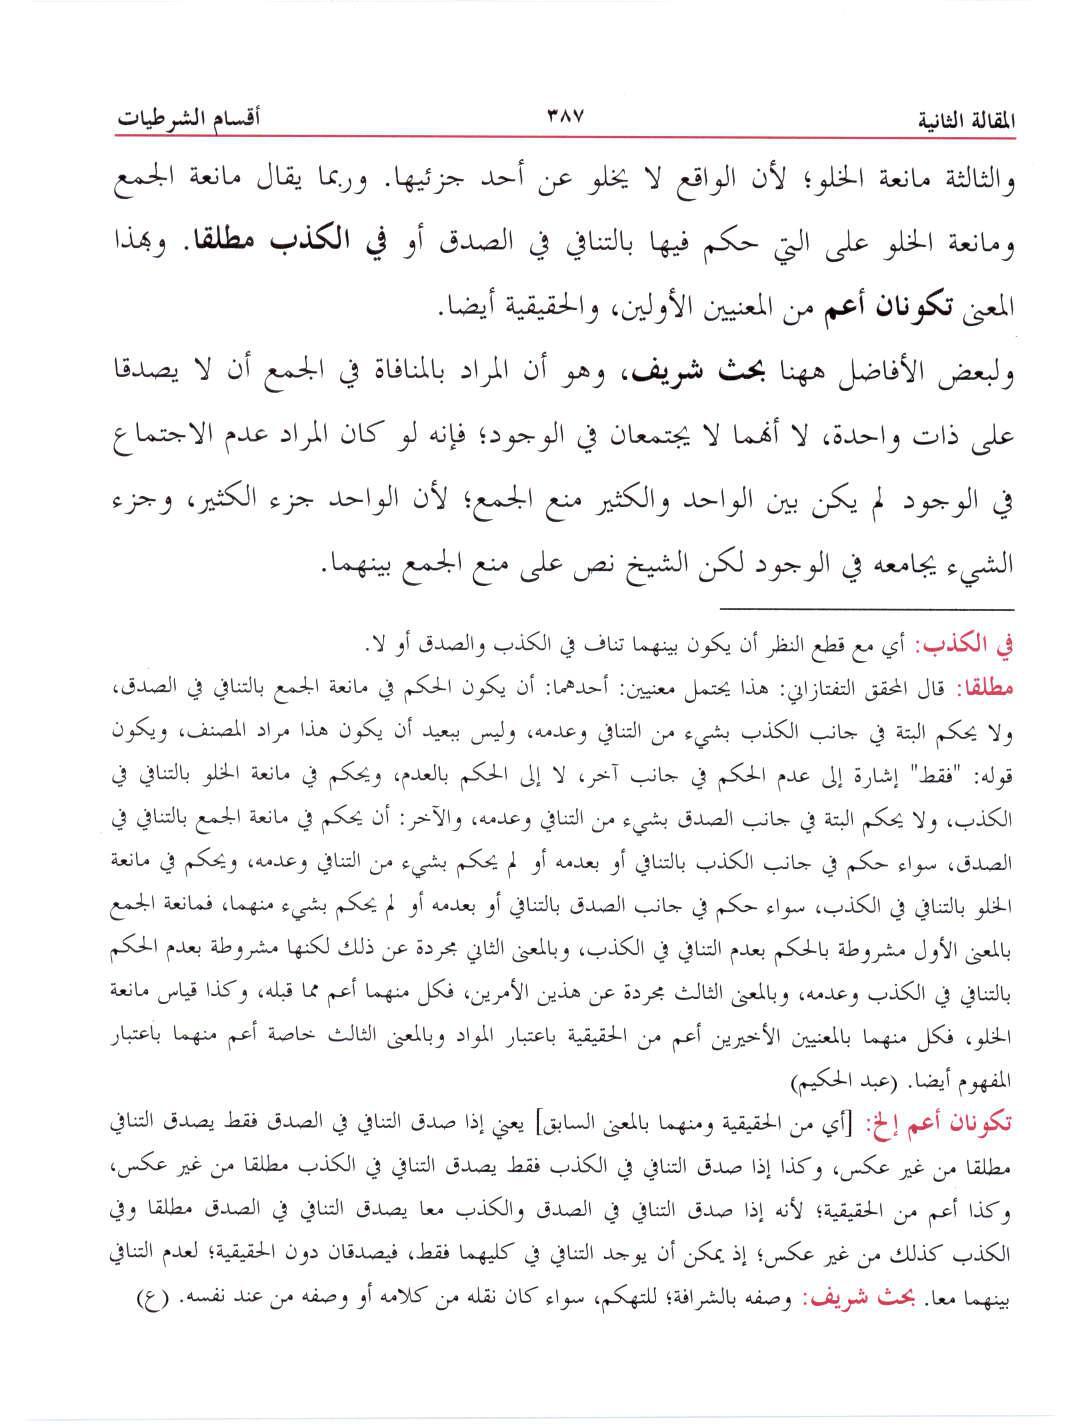 المقالة الثانية ٣٨٧ أقسام الشرطيات
والثالثة مانعة الخلو؛ لأن الواقع لا يخلو عن أحد جزئيها. وربما يقال مانعة الجمع
ومانعة الخلو على التي حكم فيها بالتنافي في الصدق أو في الكذب مطلقا. وبهذا
المعنى تكونان أعم من المعنيين الأولين، والحقيقية أيضا.
ولبعض الأفاضل ههنا بحث شريف، وهو أن المراد بالمنافاة في الجمع أن لا يصدقا
على ذات واحدة، لا أنهما لا يجتمعان في الوجود؛ فإنه لو كان المراد عدم الاجتماع
في الوجود لم يكن بين الواحد والكثير منع الجمع؛ لأن الواحد جزء الكثير، وجزء
الشيء يجامعه في الوجود لكن الشيخ نص على منع الجمع بينهما.
في الكذب: أي مع قطع النظر أن يكون بينهما تناف في الكذب والصدق أو لا.
مطلقا: قال المحقق التفتازاني: هذا يحتمل معنيين: أحدهما: أن يكون الحكم في مانعة الجمع بالتنافي في الصدق،
ولا يحكم البتة في جانب الكذب بشيء من التنافي وعدمه، وليس ببعيد أن يكون هذا مراد المصنف، ويكون
قوله: "فقط" إشارة إلى عدم الحكم في جانب آخر، لا إلى الحكم بالعدم، ويحكم في مانعة الخلو بالتنافي في
الكذب، ولا يحكم البتة في جانب الصدق بشيء من التنافي وعدمه، والآخر: أن يحكم في مانعة الجمع بالتنافي في
الصدق، سواء حكم في جانب الكذب بالتنافي أو بعدمه أو لم يحكم بشيء من التنافي وعدمه، ويحكم في مانعة
الخلو بالتنافي في الكذب، سواء حكم في جانب الصدق بالتنافي أو بعدمه أو لم يحكم بشيء منهما، فمانعة الجمع
بالمعنى الأول مشروطة بالحكم بعدم التنافي في الكذب، وبالمعنى الثاني مجردة عن ذلك لكنها مشروطة بعدم الحكم
بالتنافي في الكذب وعدمه، وبالمعنى الثالث مجردة عن هذين الأمرين، فكل منهما أعم مما قبله، وكذا قياس مانعة
الخلو، فكل منهما بالمعنيين الأخيرين أعم من الحقيقية باعتبار المواد وبالمعنى الثالث خاصة أعم منهما باعتبار
المفهوم أيضا. (عبد الحكيم)
تكونان أعم إلخ: [أي من الحقيقية ومنهما بالمعنى السابق] يعني إذا صدق التنافي في الصدق فقط يصدق التنافي
مطلقا من غير عكس، وكذا إذا صدق التنافي في الكذب فقط يصدق التنافي في الكذب مطلقا من غير عكس،
وكذا أعم من الحقيقية؛ لأنه إذا صدق التنافي في الصدق والكذب معا يصدق التنافي في الصدق مطلقا وفي
الكذب كذلك من غير عكس؛ إذ يمكن أن يوجد التنافي في كليهما فقط، فيصدقان دون الحقيقية؛ لعدم التنافي
بينهما معا. بحث شريف: وصفه بالشرافة؛ للتهكم، سواء كان نقله من كلامه أو وصفه من عند نفسه. (ع)